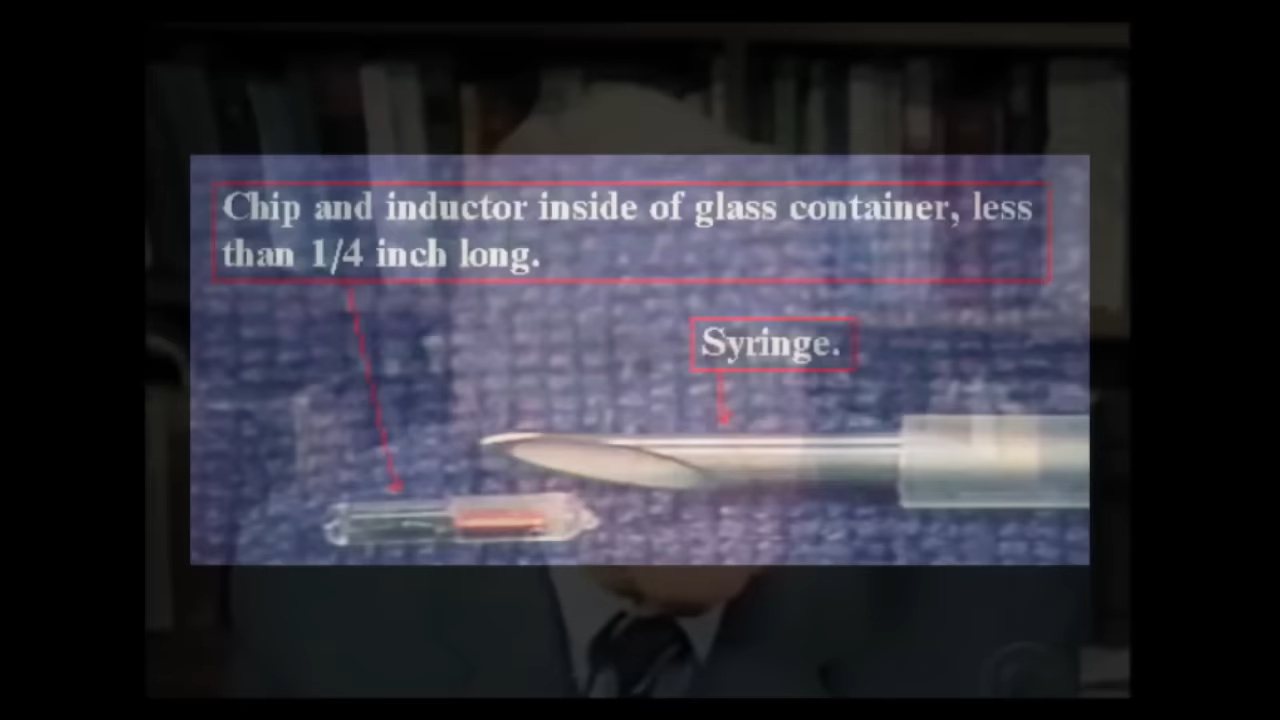 Chip and inductor inside of glass container, less
than 1/4 inch long.
Syringe.